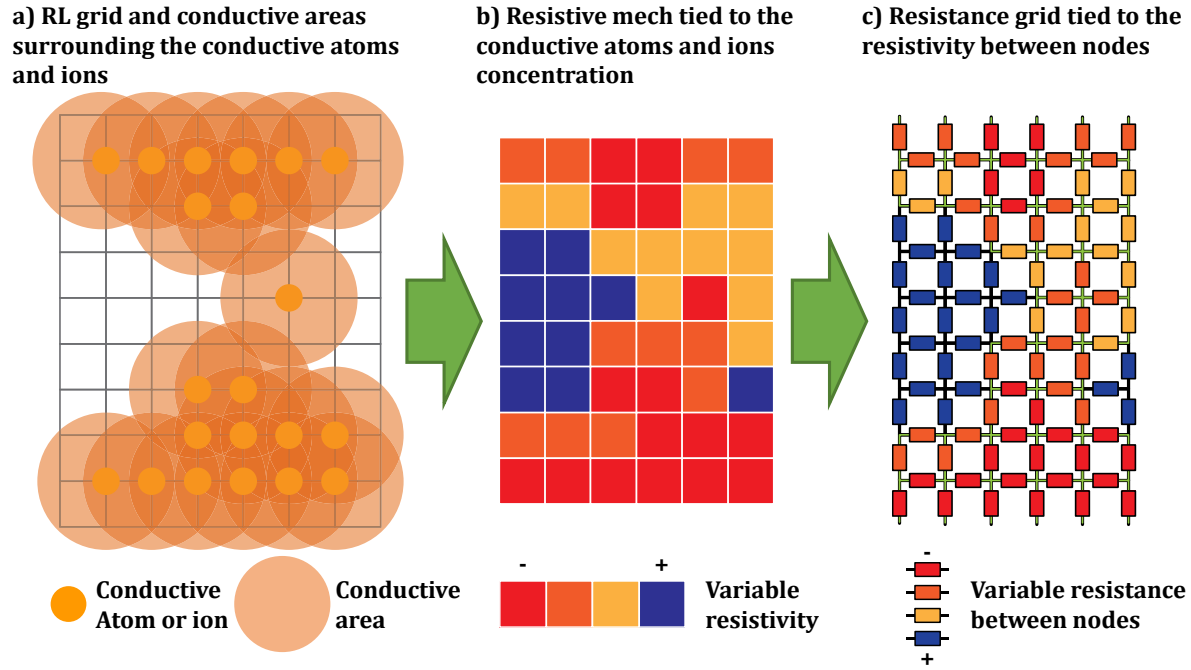 a) RL grid and conductive areas
surrounding the conductive atoms
and ions
b) Resistive mech tied to the
conductive atoms and ions
concentration
c) Resistance grid tied to the
resistivity between nodes
Conductive
Atom or ion
Conductive
area
- +
Variable
resistivity
-
Variable resistance
between nodes
+